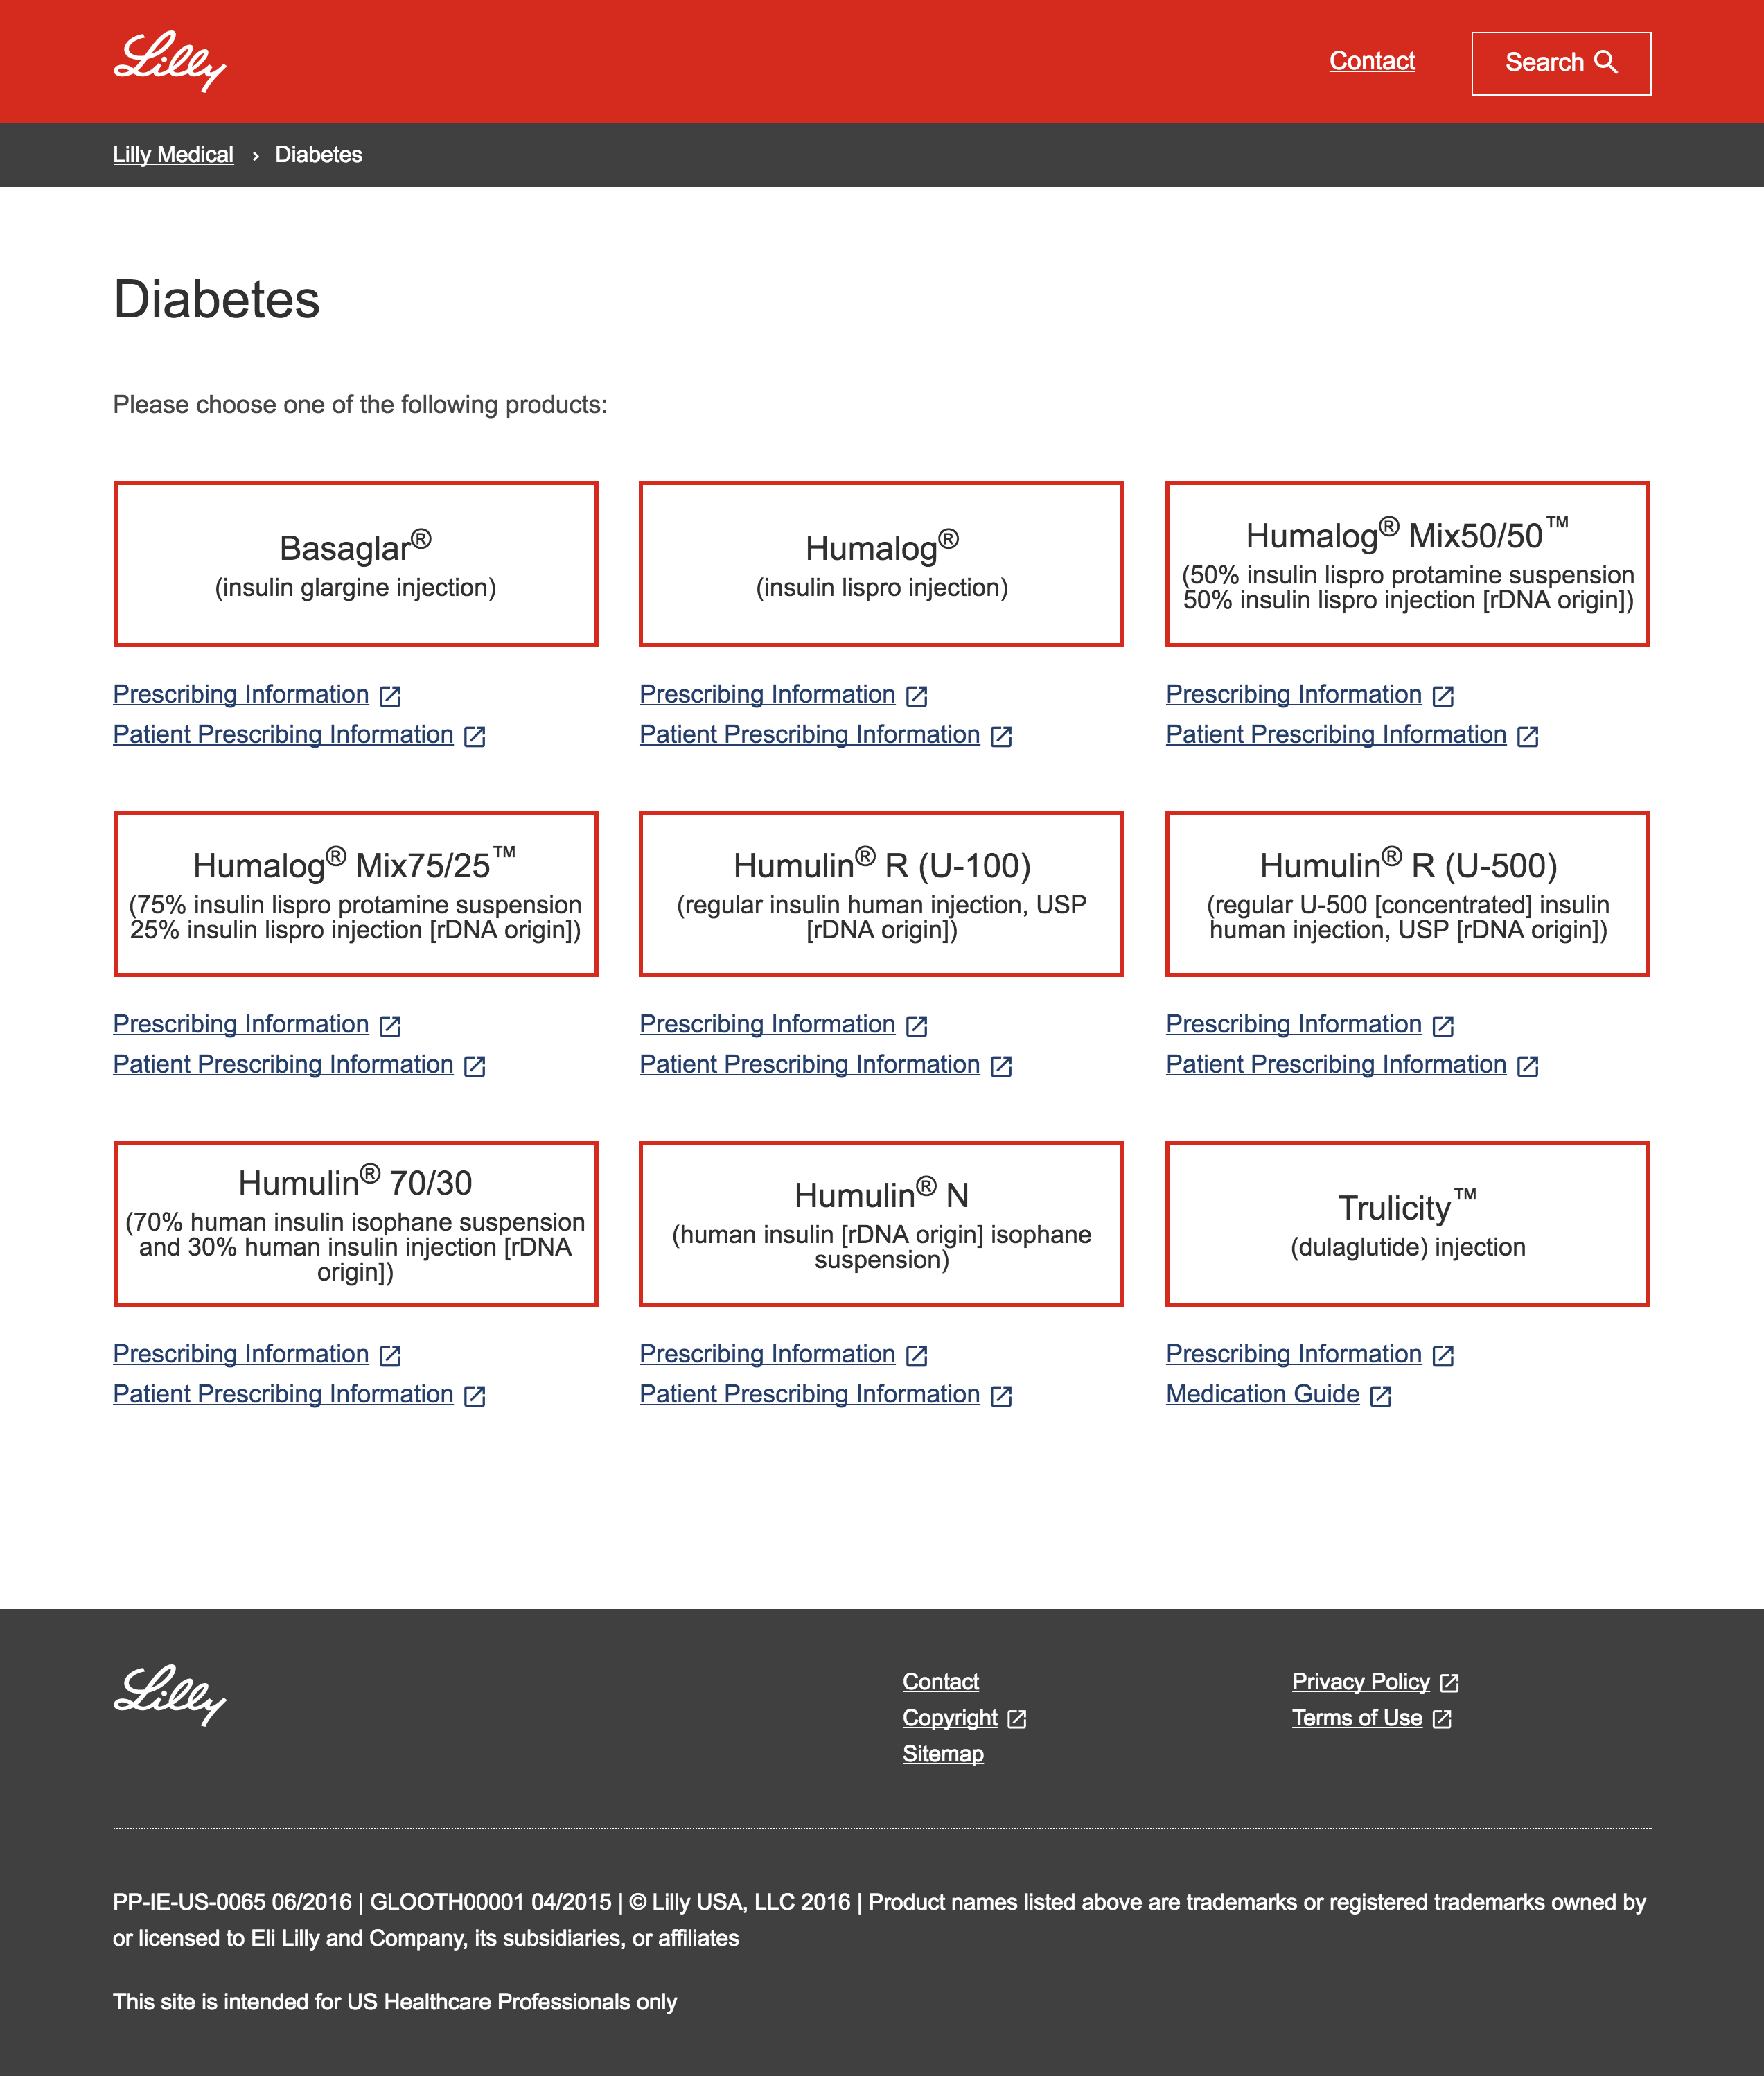 Lilly
Contact
Search
Lilly Medical › Diabetes
Diabetes
Please choose one of the following products:
Basaglar®
(insulin glargine injection)
Prescribing Information
Patient Prescribing Information
Humalog®
(insulin lispro injection)
Prescribing Information
Patient Prescribing Information
Humalog® Mix50/50™
(50% insulin lispro protamine suspension
50% insulin lispro injection [rDNA origin])
Prescribing Information
Patient Prescribing Information
Humalog® Mix75/25™
(75% insulin lispro protamine suspension
25% insulin lispro injection [rDNA origin])
Prescribing Information
Patient Prescribing Information
Humulin® R (U-100)
(regular insulin human injection, USP
[rDNA origin])
Prescribing Information
Patient Prescribing Information
Humulin® R (U-500)
(regular U-500 [concentrated] insulin
human injection, USP [rDNA origin])
Prescribing Information
Patient Prescribing Information
Humulin® 70/30
(70% human insulin isophane suspension
and 30% human insulin injection [rDNA
origin])
Prescribing Information
Patient Prescribing Information
Humulin® N
(human insulin [rDNA origin] isophane
suspension)
Prescribing Information
Patient Prescribing Information
Trulicity™
(dulaglutide) injection
Prescribing Information
Medication Guide
Lilly
Contact
Copyright
Sitemap
Privacy Policy
Terms of Use
PP-IE-US-0065 06/2016 | GLOOTH00001 04/2015 | © Lilly USA, LLC 2016 | Product names listed above are trademarks or registered trademarks owned by
or licensed to Eli Lilly and Company, its subsidiaries, or affiliates
This site is intended for US Healthcare Professionals only